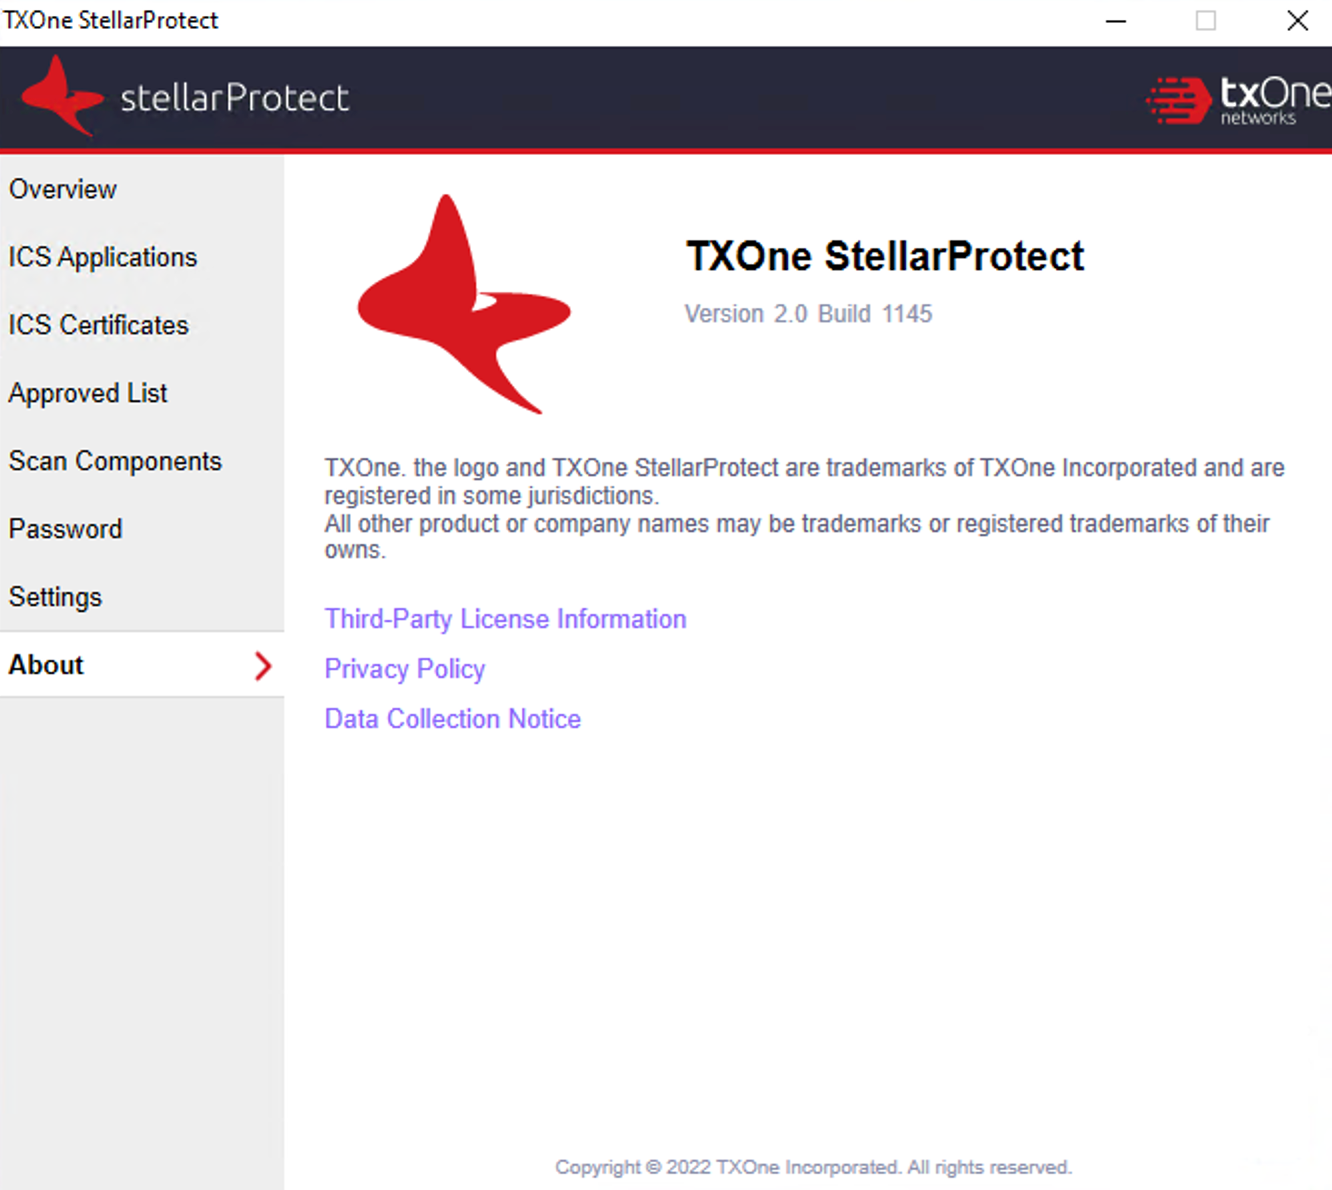 TXOne StellarProtect
stellarProtect
txOne
networks
Overview
ICS Applications
ICS Certificates
Approved List
Scan Components
Password
Settings
About
TXOne StellarProtect
Version 2.0 Build 1145
TXOne. the logo and TXOne StellarProtect are trademarks of TXOne Incorporated and are
registered in some jurisdictions.
All other product or company names may be trademarks or registered trademarks of their
owns.
Third-Party License Information
Privacy Policy
Data Collection Notice
Copyright © 2022 TXOne Incorporated. All rights reserved.